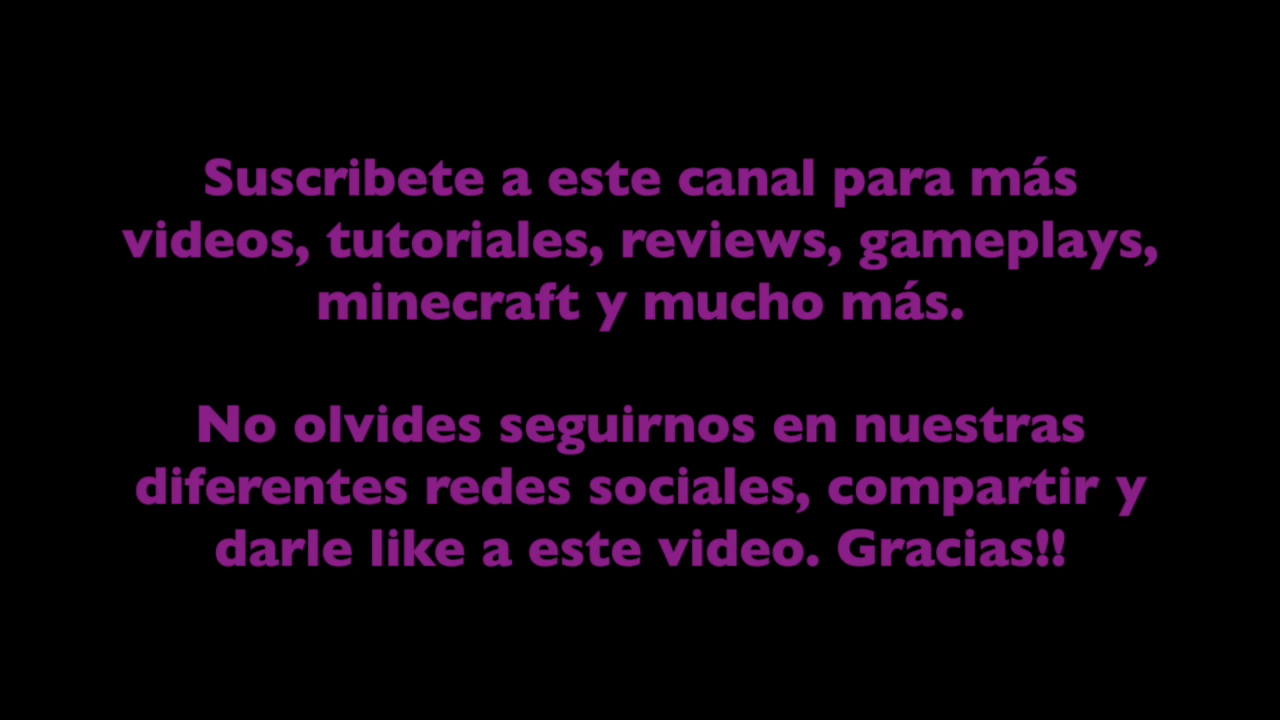 Suscribete a este canal para más
videos, tutoriales, reviews, gameplays,
minecraft y mucho más.
No olvides seguirnos en nuestras
diferentes redes sociales, compartir y
darle like a este video. Gracias!!